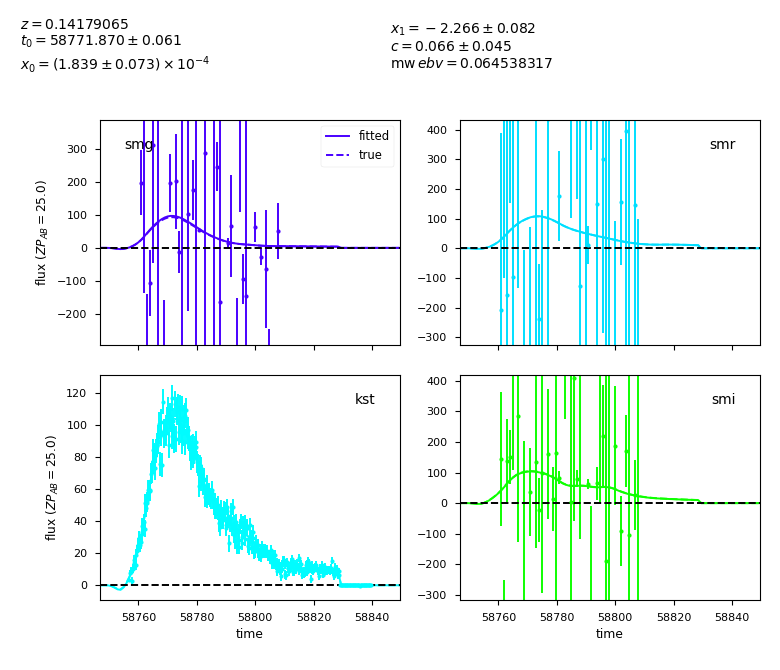 z = 0.14179065
t0 = 58771.870 ± 0.061
x0 = (1.839 ± 0.073) × 10^−4
x1 = −2.266 ± 0.082
c = 0.066 ± 0.045
mw ebv = 0.064538317
smg
fitted
true
300
200
100
0
−100
−200
flux (ZP_AB = 25.0)
smr
400
300
200
100
0
−100
−200
−300
kst
120
100
80
60
40
20
0
flux (ZP_AB = 25.0)
58760 58780 58800 58820 58840
time
smi
400
300
200
100
0
−100
−200
−300
58760 58780 58800 58820 58840
time